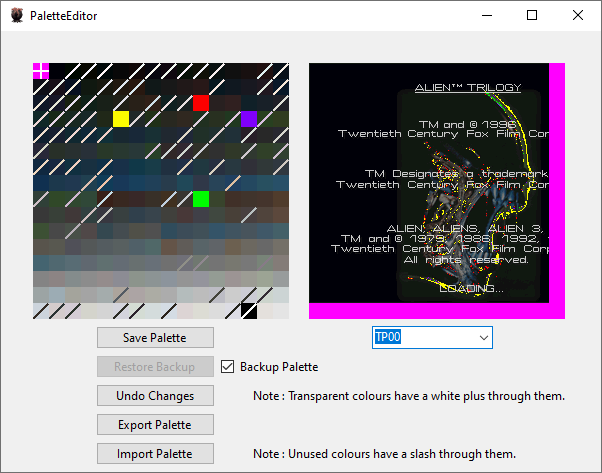 PaletteEditor
ALIEN™ TRILOGY
TM and © 1996
Twentieth Century Fox Film Cor
TM Designates a trademark
Twentieth Century Fox Film Cor
ALIEN, ALIENS, ALIEN 3,
TM and © 1979, 1986, 1992,
Twentieth Century Fox Film Corp
All rights reserved.
LOADING...
Save Palette
TP00
Restore Backup
Backup Palette
Undo Changes
Note : Transparent colours have a white plus through them.
Export Palette
Import Palette
Note : Unused colours have a slash through them.